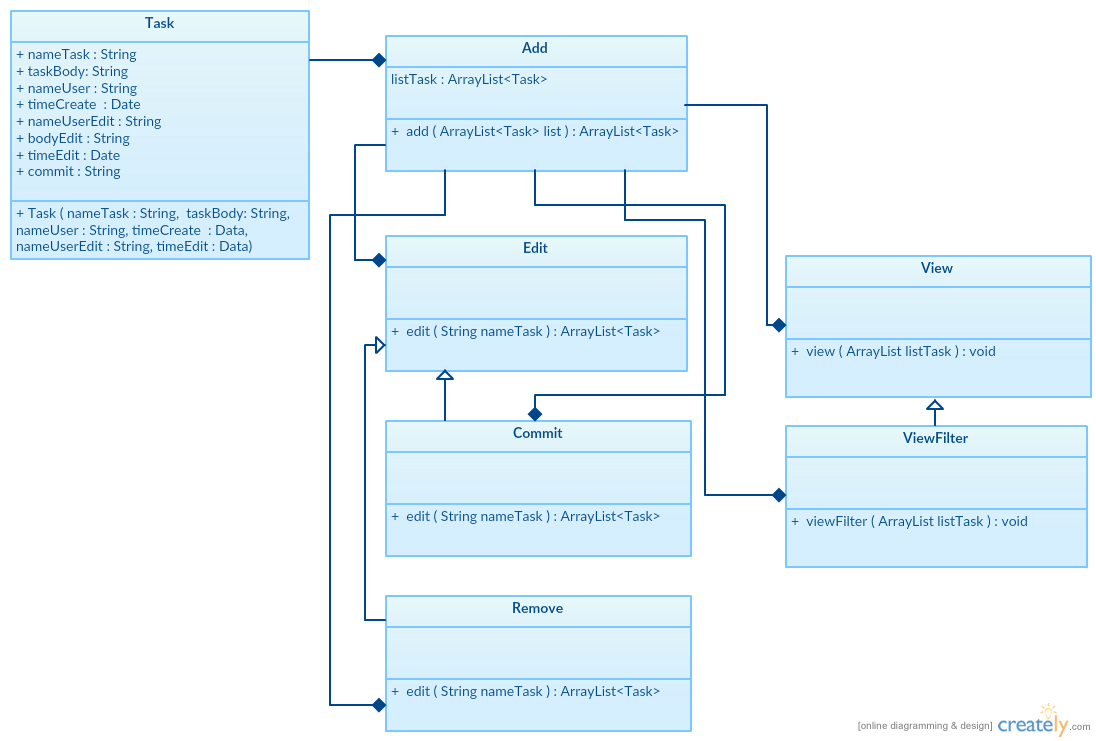 Task
+ nameTask : String
+ taskBody: String
+ nameUser : String
+ timeCreate  : Date
+ nameUserEdit : String
+ bodyEdit : String
+ timeEdit : Date
+ commit : String
+ Task ( nameTask : String,  taskBody: String,
nameUser : String, timeCreate  : Data,
nameUserEdit : String, timeEdit : Data)
Add
listTask : ArrayList<Task>
+  add ( ArrayList<Task> list ) : ArrayList<Task>
Edit
+  edit ( String nameTask ) : ArrayList<Task>
Commit
+  edit ( String nameTask ) : ArrayList<Task>
Remove
+  edit ( String nameTask ) : ArrayList<Task>
View
+  view ( ArrayList listTask ) : void
ViewFilter
+  viewFilter ( ArrayList listTask ) : void
[online diagramming & design] creately.com